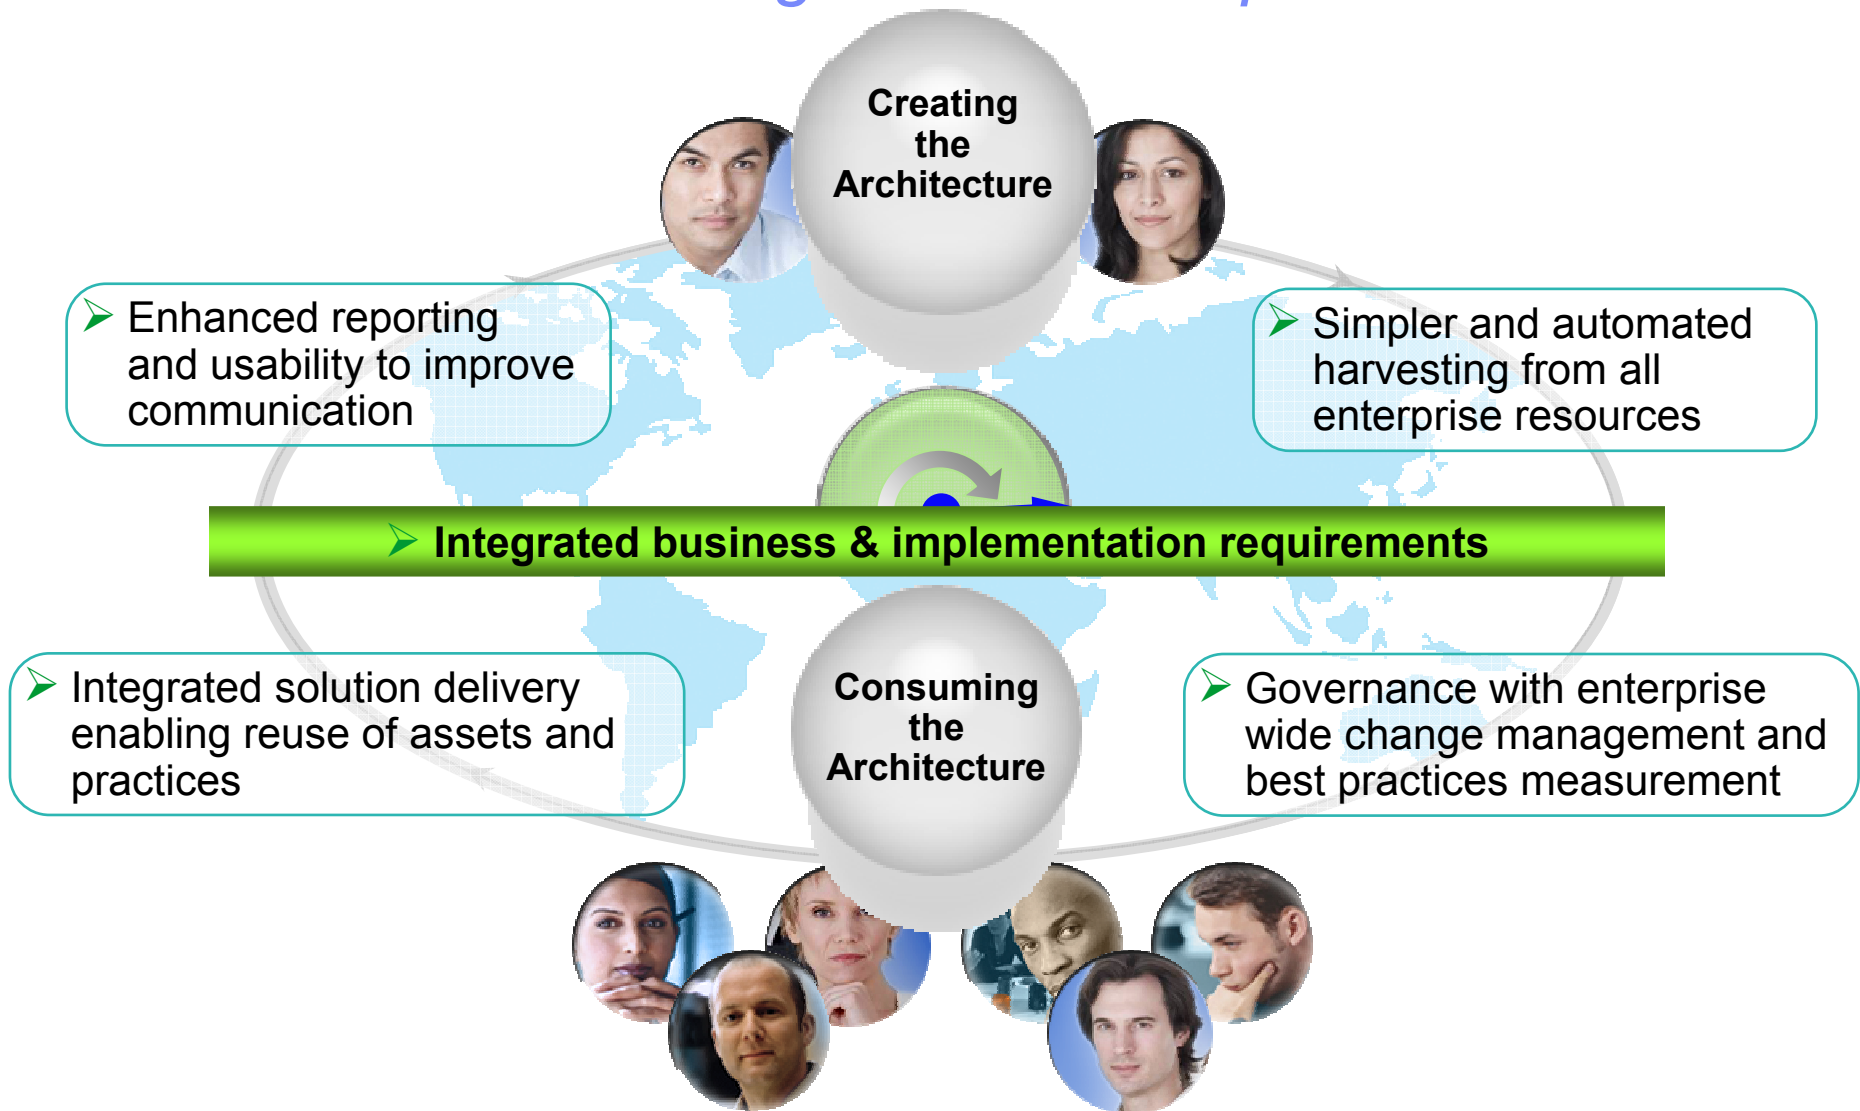 Creating
the
Architecture
➢ Enhanced reporting
and usability to improve
communication
➢ Simpler and automated
harvesting from all
enterprise resources
➢ Integrated business & implementation requirements
➢ Integrated solution delivery
enabling reuse of assets and
practices
Consuming
the
Architecture
➢ Governance with enterprise
wide change management and
best practices measurement